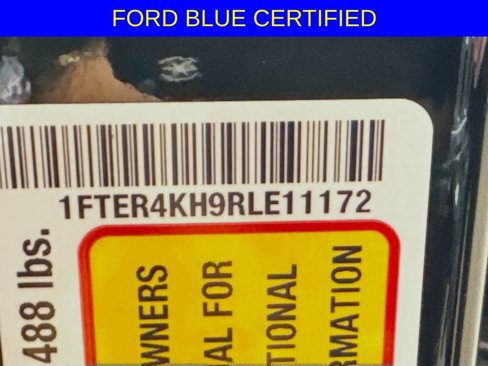 FORD BLUE CERTIFIED
1FTER4KH9RLE11172
488 lbs.
WNERS
AL FOR
TIONAL
RMATION